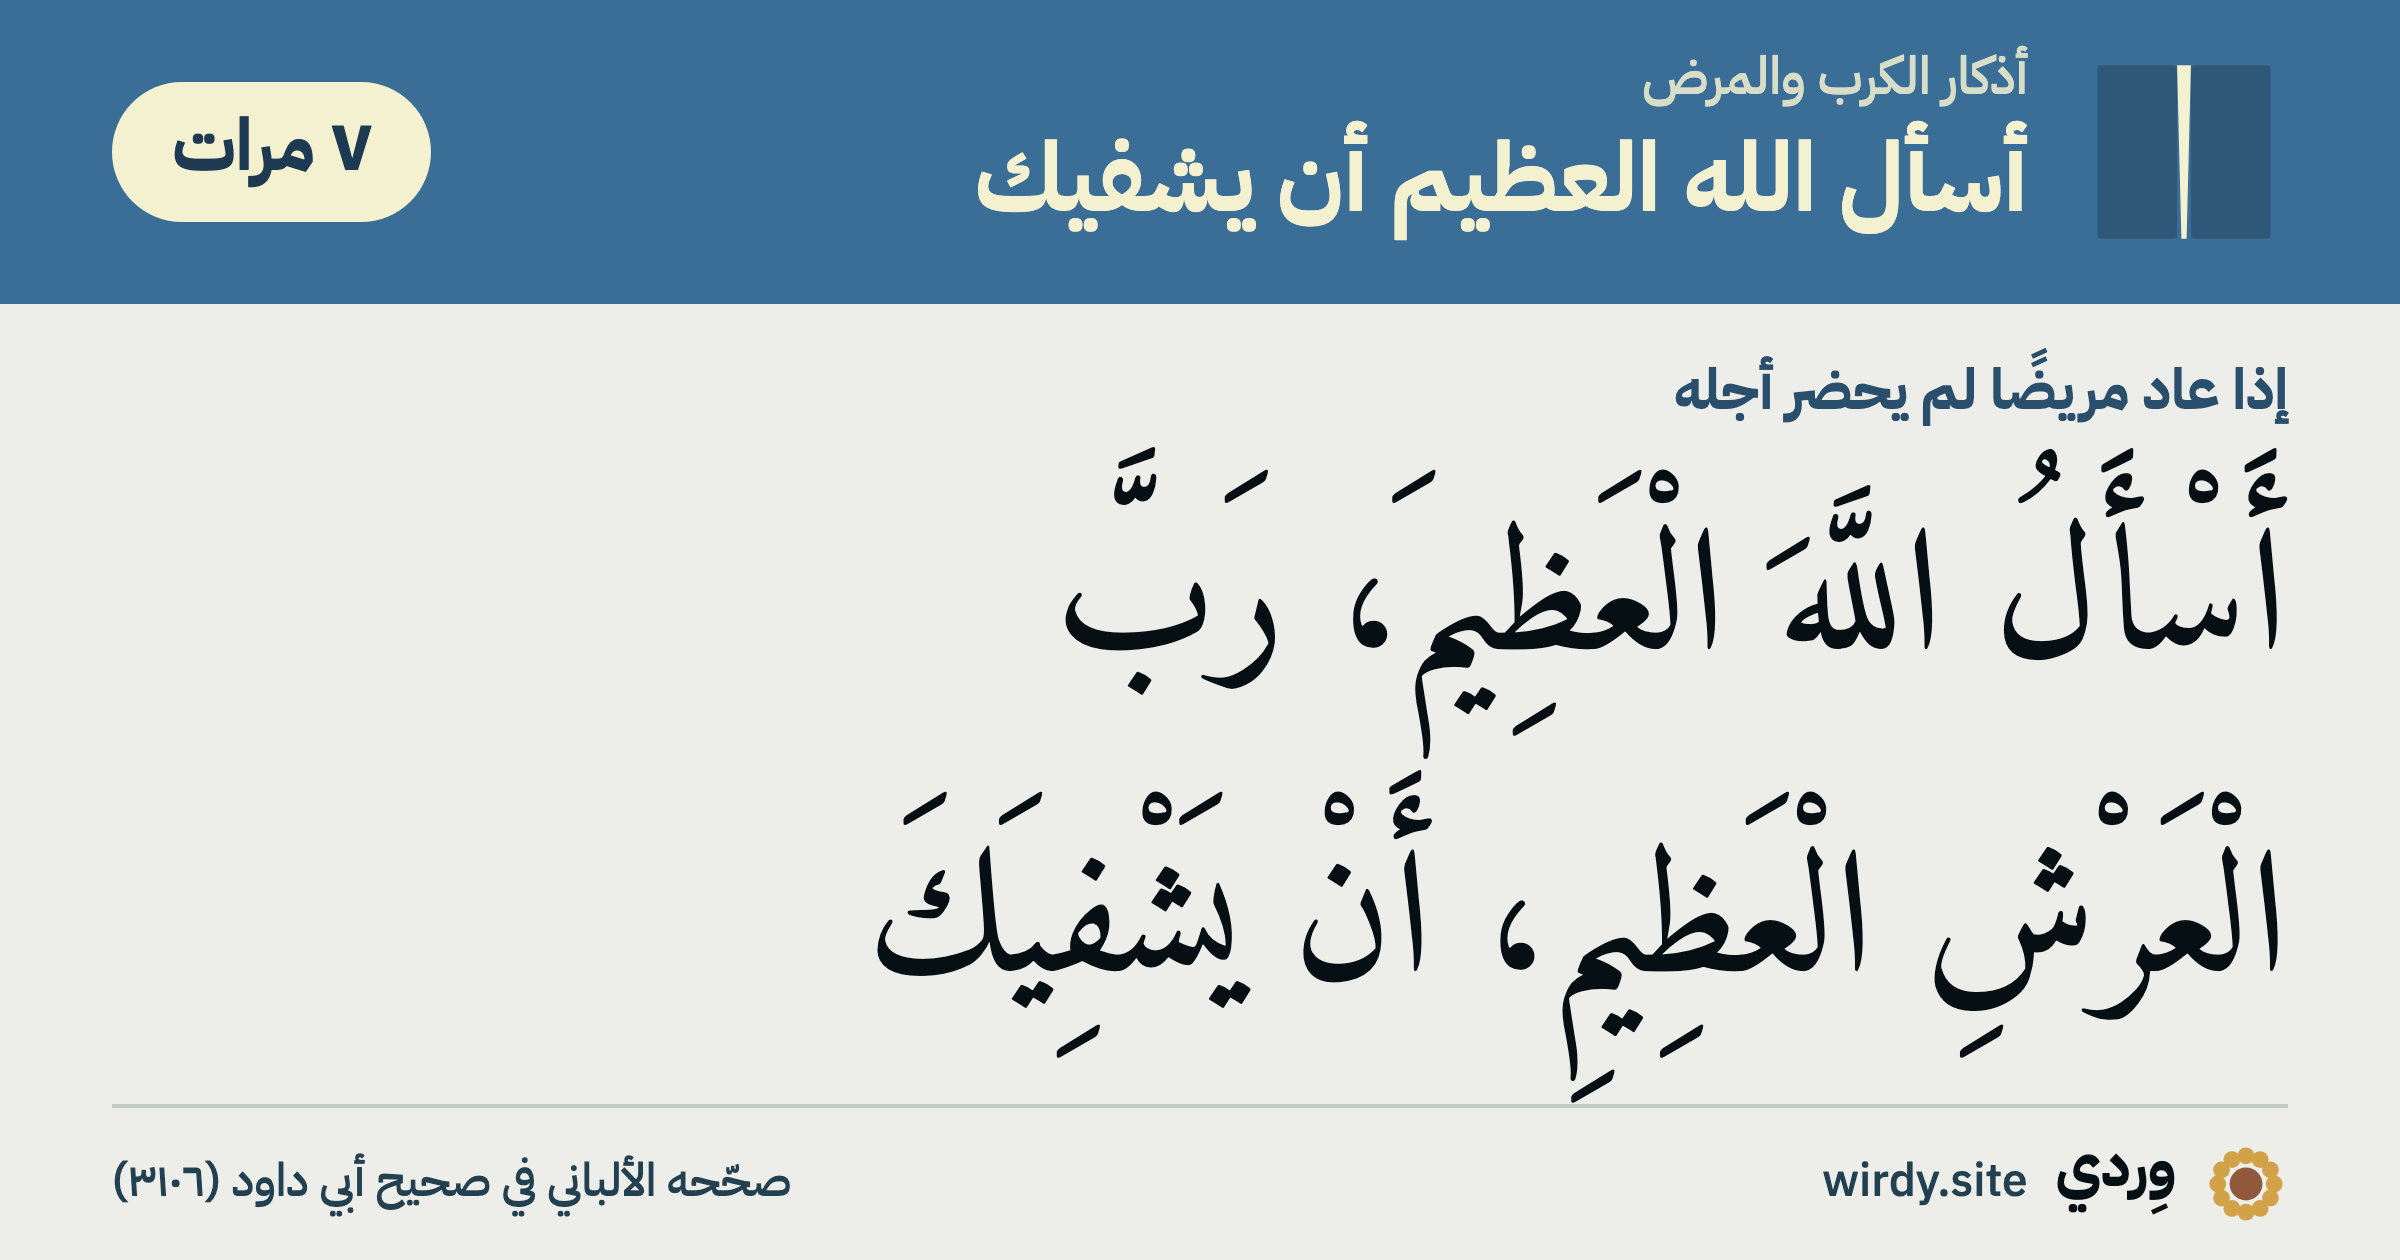 أذكار الكرب والمرض
أسأل الله العظيم أن يشفيك
٧ مرات
إذا عاد مريضًا لم يحضر أجله
أَسْأَلُ اللَّهَ الْعَظِيمَ، رَبَّ
الْعَرْشِ الْعَظِيمِ، أَنْ يَشْفِيَكَ
وِردي wirdy.site
صحّحه الألباني في صحيح أبي داود (٣١٠٦)